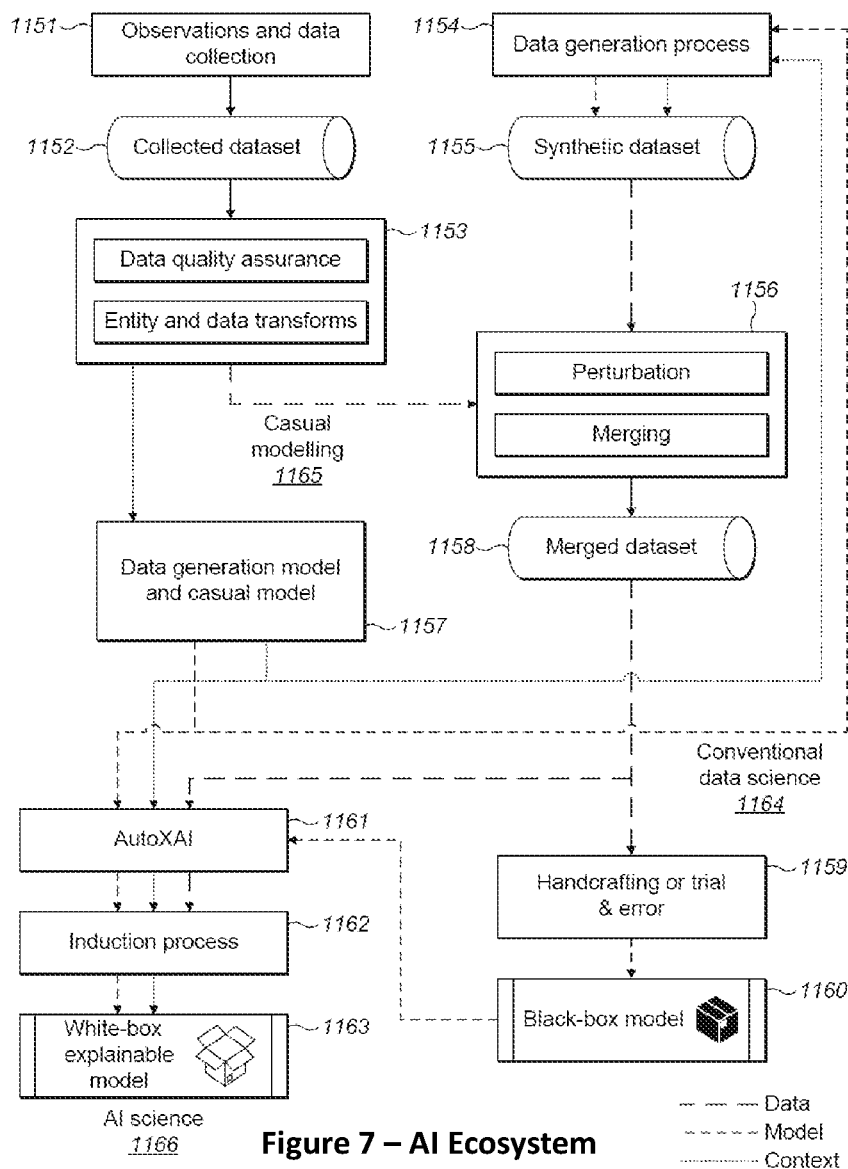 1151
Observations and data
collection
1154
Data generation process
1152
Collected dataset
1155
Synthetic dataset
1153
Data quality assurance
Entity and data transforms
1156
Perturbation
Merging
Casual
modelling
1165
1158
Merged dataset
Data generation model
and casual model
1157
Conventional
data science
1164
1161
AutoXAI
1159
Handcrafting or trial
& error
1162
Induction process
1160
Black-box model
1163
White-box
explainable
model
AI science
1166
Figure 7 – AI Ecosystem
Data
Model
Context